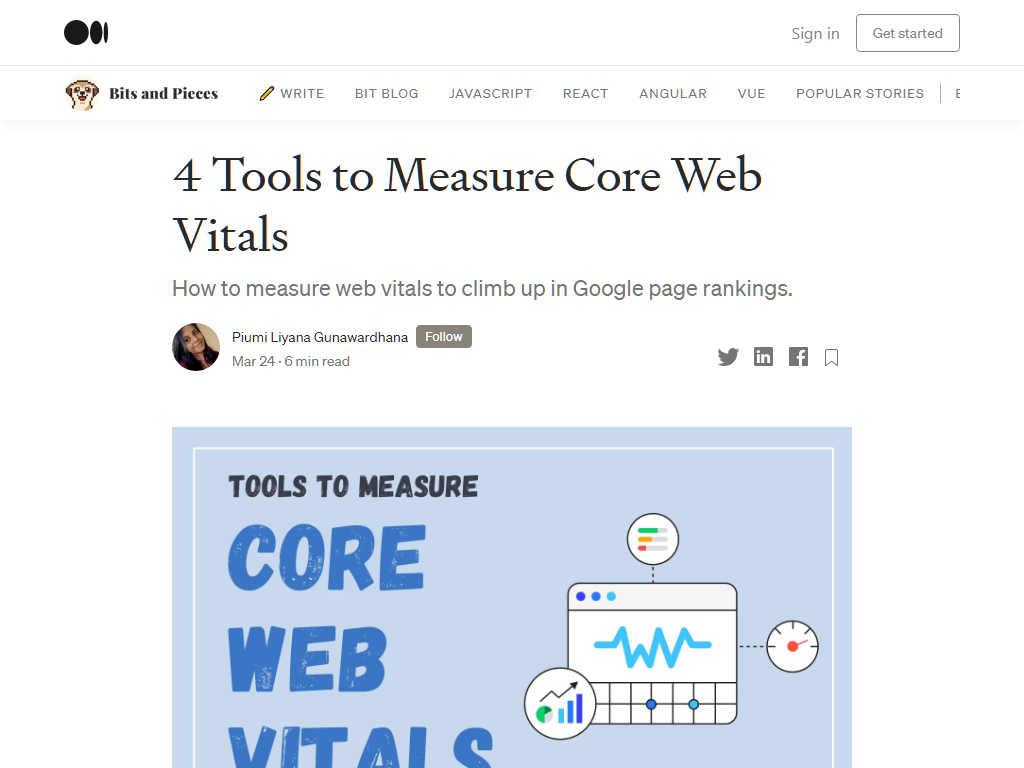 Sign in
Get started
Bits and Pieces
WRITE
BIT BLOG
JAVASCRIPT
REACT
ANGULAR
VUE
POPULAR STORIES
4 Tools to Measure Core Web
Vitals
How to measure web vitals to climb up in Google page rankings.
Piumi Liyana Gunawardhana
Follow
Mar 24 · 6 min read
TOOLS TO MEASURE
CORE
WEB
VITALS